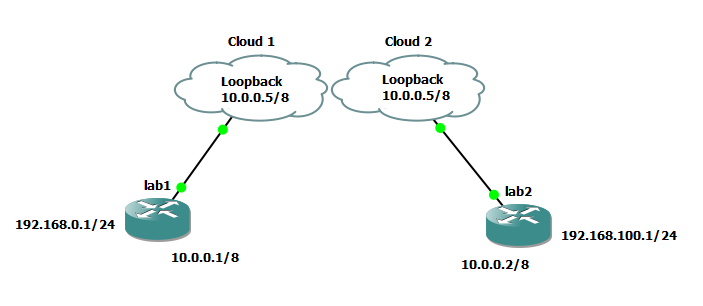 Cloud 1
Cloud 2
Loopback
10.0.0.5/8
Loopback
10.0.0.5/8
lab1
lab2
192.168.0.1/24
192.168.100.1/24
10.0.0.1/8
10.0.0.2/8